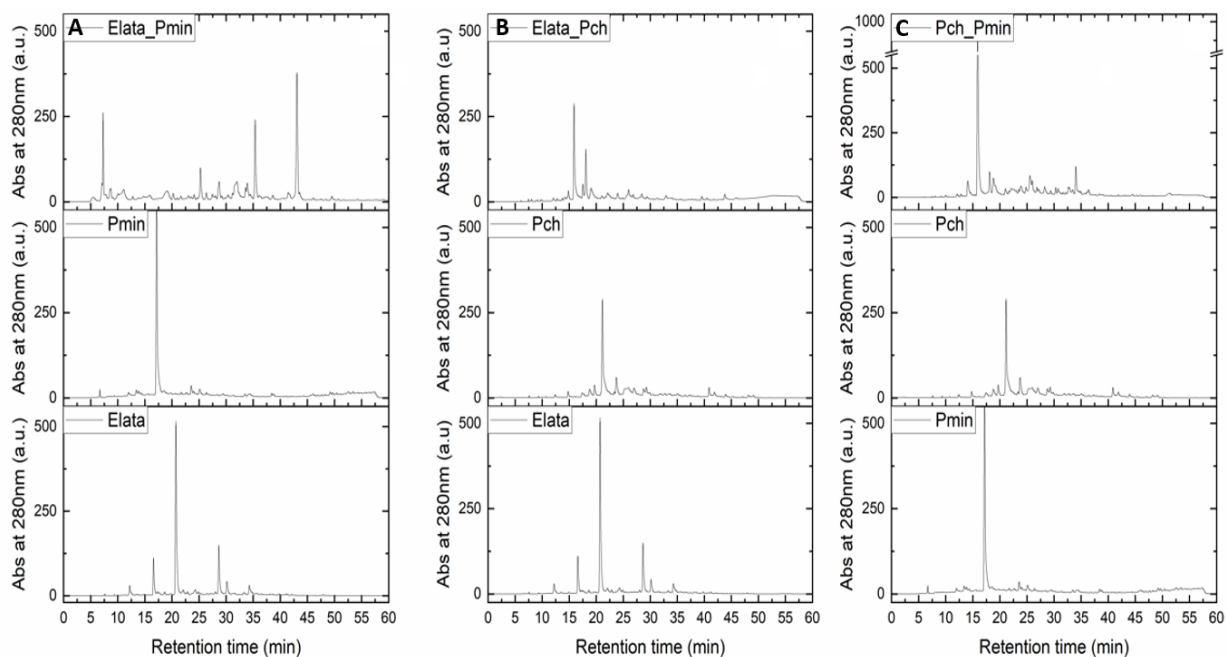 A
Elata_Pmin
500
250
0
Abs at 280nm (a.u.)
Pmin
500
250
0
Abs at 280nm (a.u)
Elata
500
250
0
Abs at 280nm (a.u.)
0 5 10 15 20 25 30 35 40 45 50 55 60
Retention time (min)
B
Elata_Pch
500
250
0
Abs at 280nm (a.u)
Pch
500
250
0
Abs at 280nm (a.u.)
Elata
500
250
0
Abs at 280nm (a.u.)
0 5 10 15 20 25 30 35 40 45 50 55 60
Retention time (min)
C
Pch_Pmin
1000
500
250
0
Abs at 280nm (a.u.)
Pch
500
250
0
Abs at 280nm (a.u.)
Pmin
500
250
0
Abs at 280nm (a.u.)
0 5 10 15 20 25 30 35 40 45 50 55 60
Retention time (min)